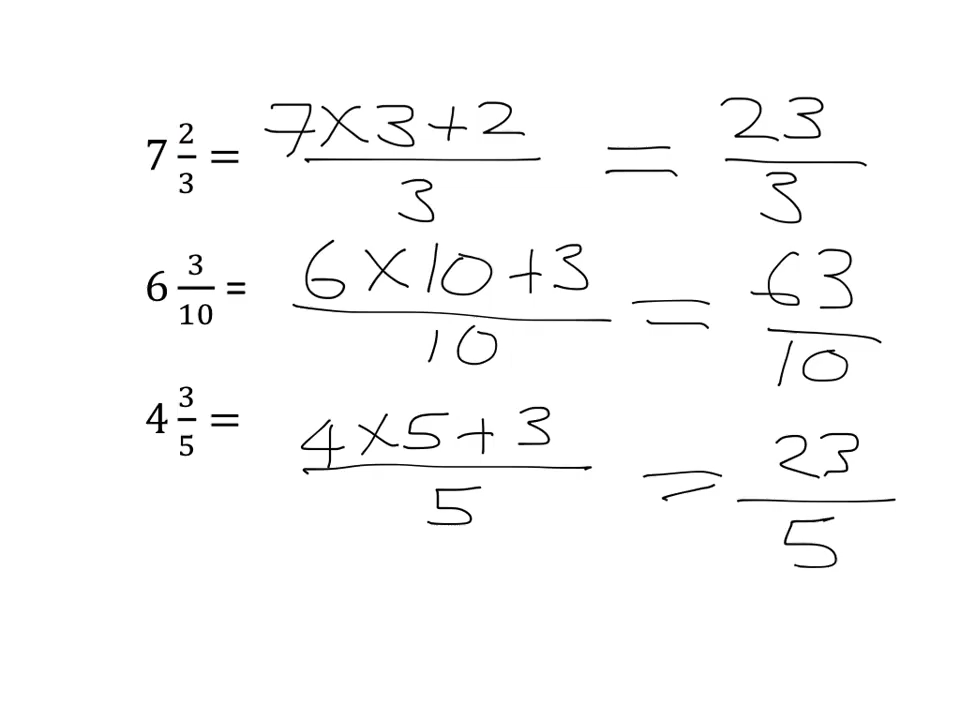 7 2/3 = (7×3+2)/3 = 23/3
6 3/10 = (6×10+3)/10 = 63/10
4 3/5 = (4×5+3)/5 = 23/5